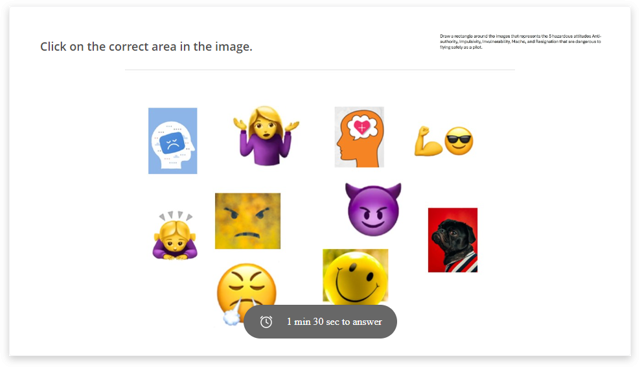 Click on the correct area in the image.
Draw a rectangle around the images that represents the 5 hazardous attitudes Anti-
authority, Impulsivity, Invulnerability, Macho, and Resignation that are dangerous to
flying safely as a pilot.
1 min 30 sec to answer